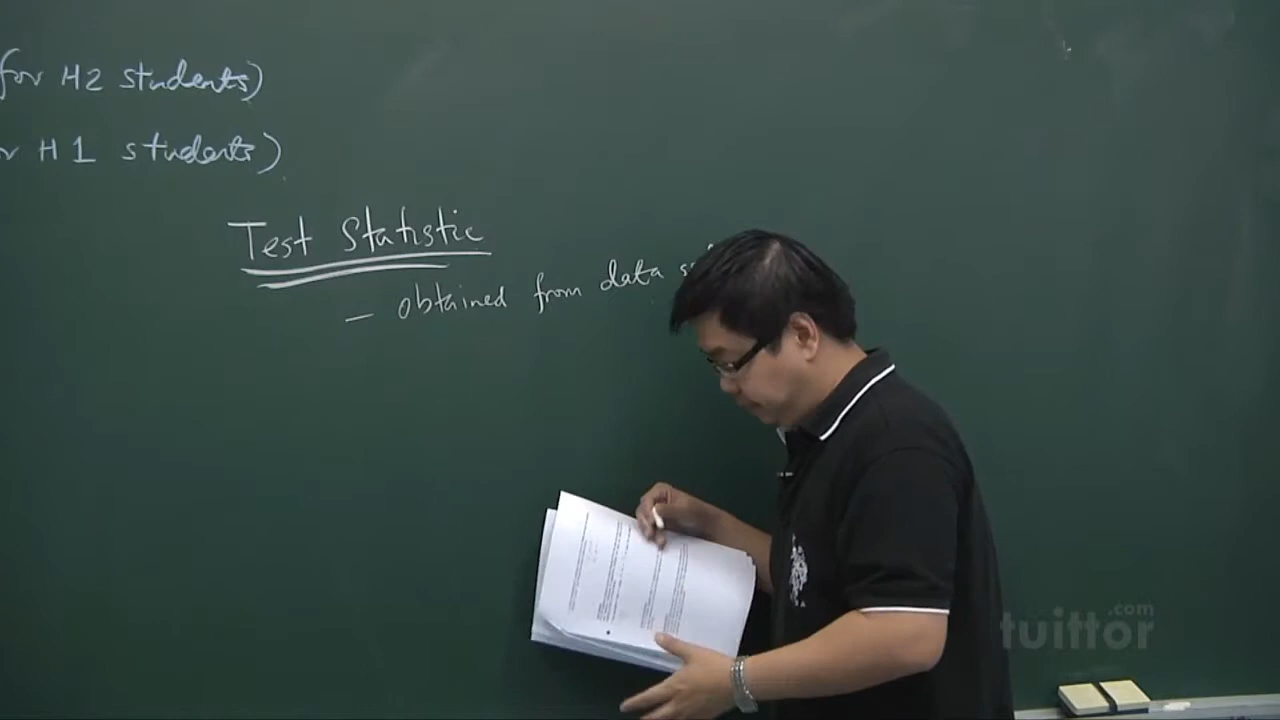 for H2 students)
H1 students)
Test Statistic
— obtained from data
tuittor.com